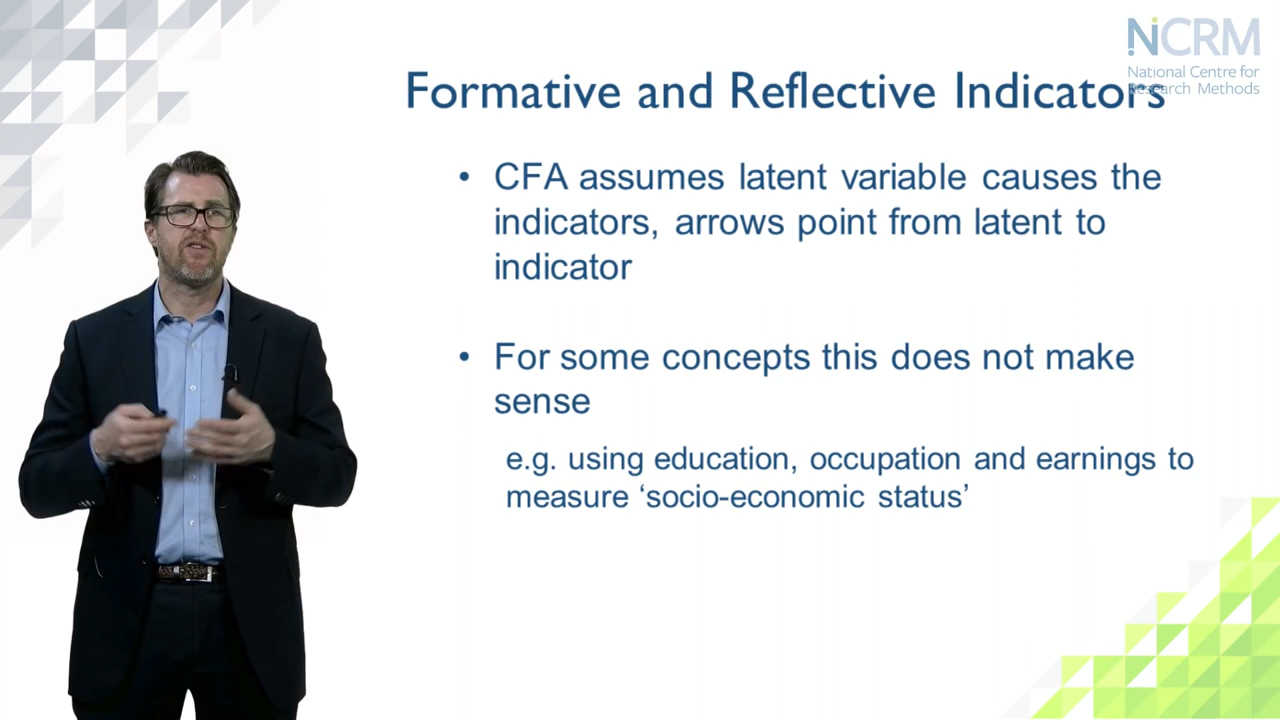 NCRM
National Centre for
Research Methods
Formative and Reflective Indicators
• CFA assumes latent variable causes the
indicators, arrows point from latent to
indicator
• For some concepts this does not make
sense
e.g. using education, occupation and earnings to
measure ‘socio-economic status’